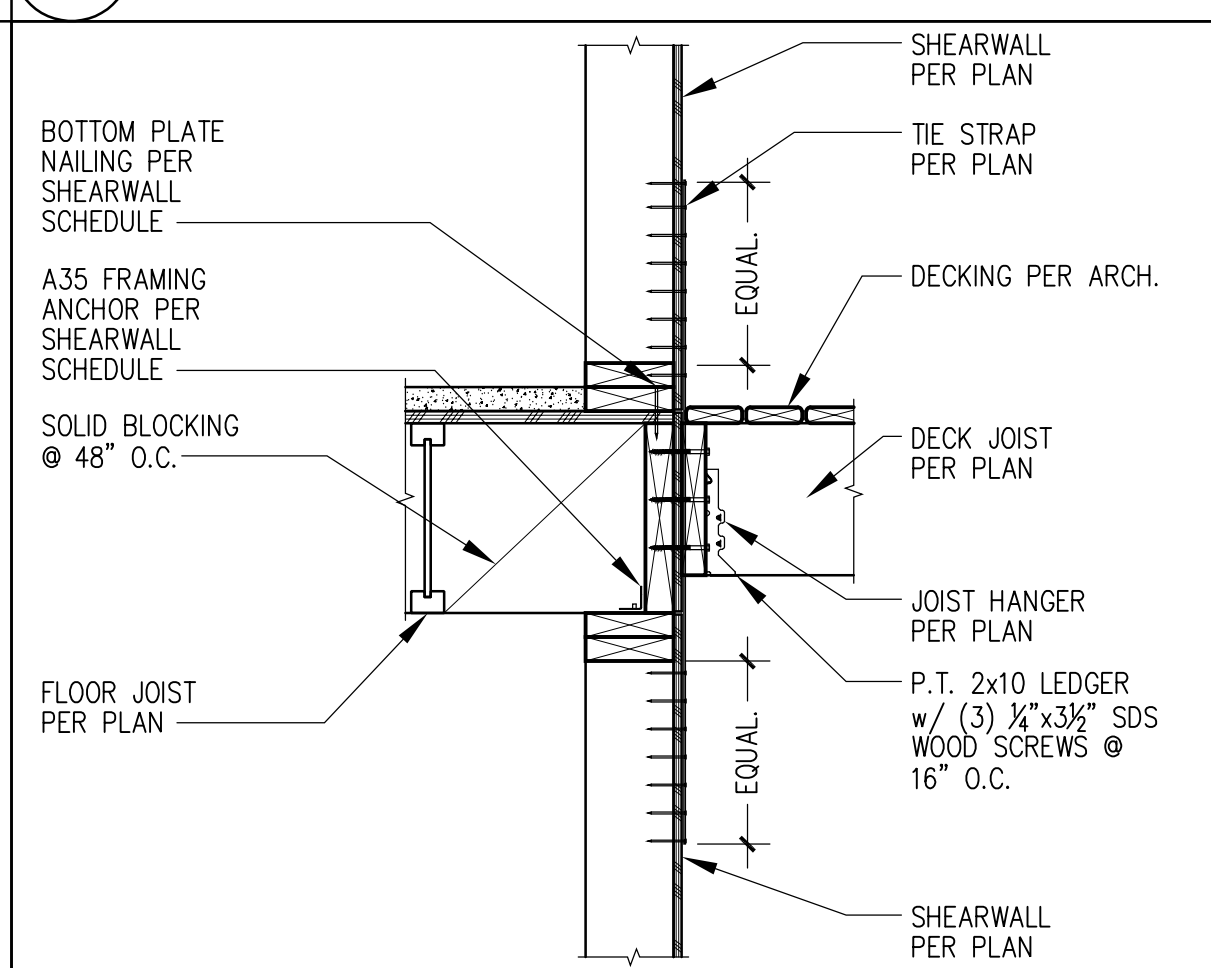 BOTTOM PLATE
NAILING PER
SHEARWALL
SCHEDULE
A35 FRAMING
ANCHOR PER
SHEARWALL
SCHEDULE
SOLID BLOCKING
@ 48" O.C.
FLOOR JOIST
PER PLAN
EQUAL.
EQUAL.
SHEARWALL
PER PLAN
TIE STRAP
PER PLAN
DECKING PER ARCH.
DECK JOIST
PER PLAN
JOIST HANGER
PER PLAN
P.T. 2x10 LEDGER
w/ (3) ¼"x3½" SDS
WOOD SCREWS @
16" O.C.
SHEARWALL
PER PLAN